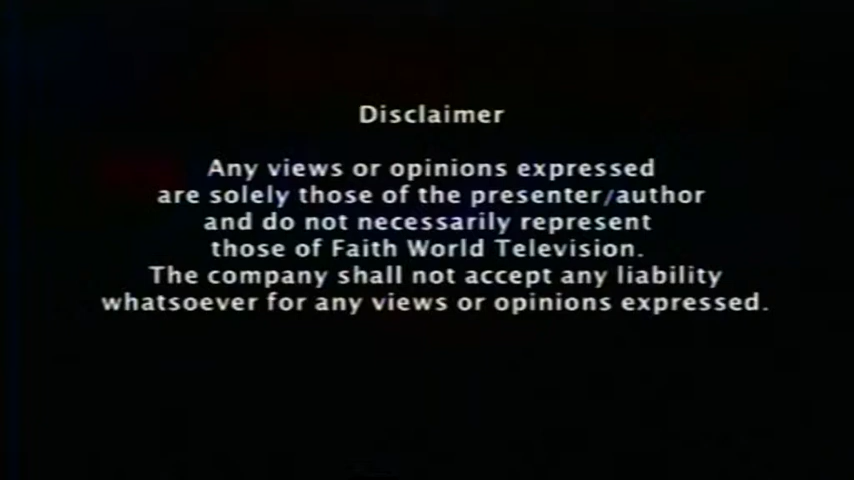 Disclaimer
Any views or opinions expressed
are solely those of the presenter/author
and do not necessarily represent
those of Faith World Television.
The company shall not accept any liability
whatsoever for any views or opinions expressed.